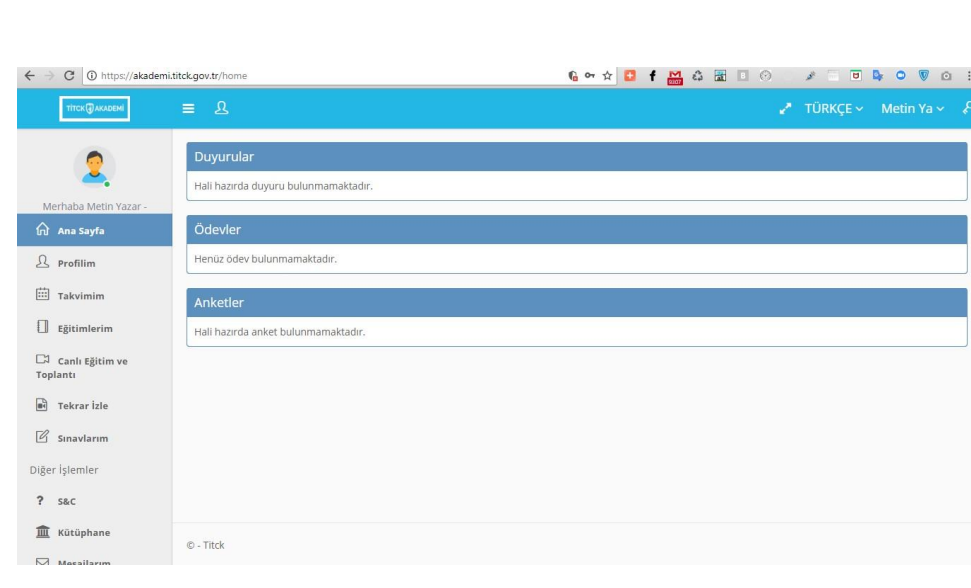 https://akademi.titck.gov.tr/home
TİTCK AKADEMİ
TÜRKÇE
Metin Ya
Merhaba Metin Yazar -
Ana Sayfa
Profilim
Takvimim
Eğitimlerim
Canlı Eğitim ve
Toplantı
Tekrar İzle
Sınavlarım
Diğer İşlemler
? S&C
Kütüphane
Mesajlarım
Duyurular
Hali hazırda duyuru bulunmamaktadır.
Ödevler
Henüz ödev bulunmamaktadır.
Anketler
Hali hazırda anket bulunmamaktadır.
© - Titck